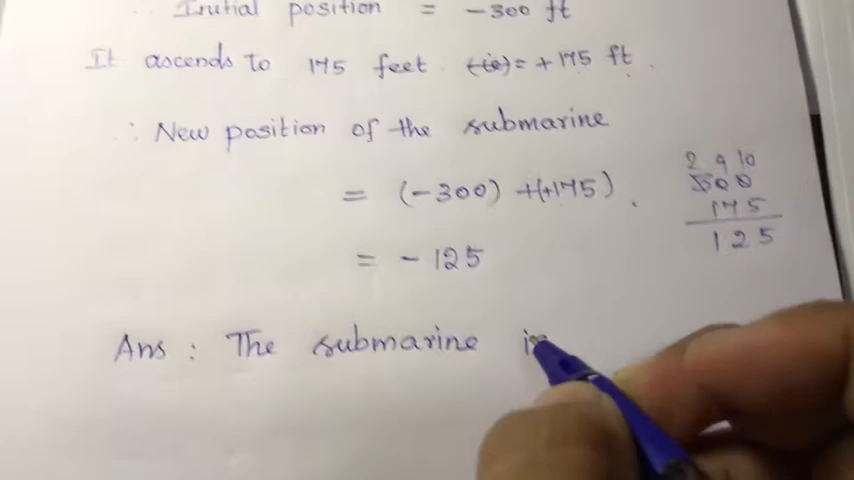 ∴ Initial position = -300 ft
It ascends to 175 feet (ie) = +175 ft.
∴ New position of the submarine
= (-300) + (+175).
2 9 10
300
175
125
= -125
Ans : The submarine